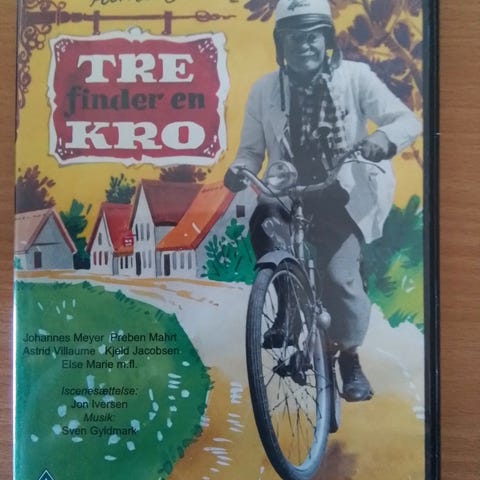 TRE
finder en
KRO
Johannes Meyer Preben Mahrt
Astrid Villaume Kjeld Jacobsen
Else Marie m.fl.
Iscenesættelse:
Jon Iversen
Musik:
Sven Gyldmark